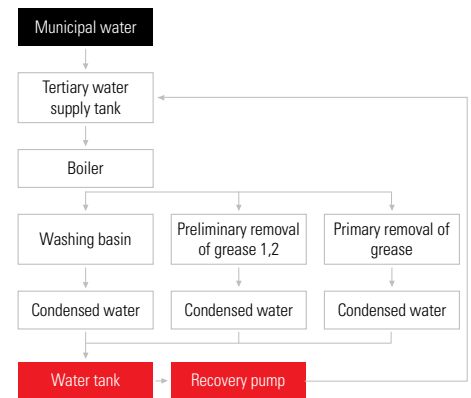 Municipal water
Tertiary water
supply tank
Boiler
Washing basin
Preliminary removal
of grease 1,2
Primary removal of
grease
Condensed water
Condensed water
Condensed water
Water tank
Recovery pump